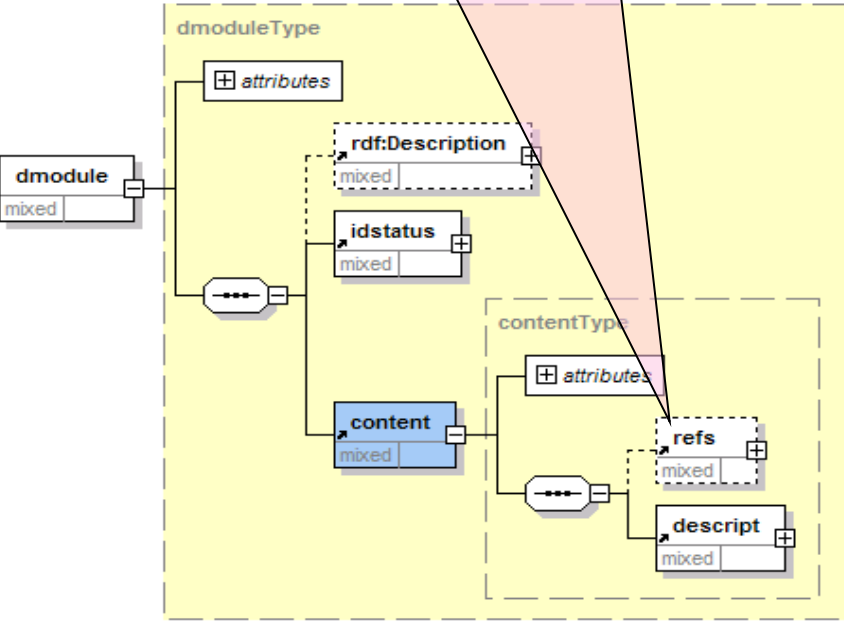 dmoduleType
attributes
rdf:Description
mixed
dmodule
mixed
idstatus
mixed
contentType
attributes
content
mixed
refs
mixed
descript
mixed